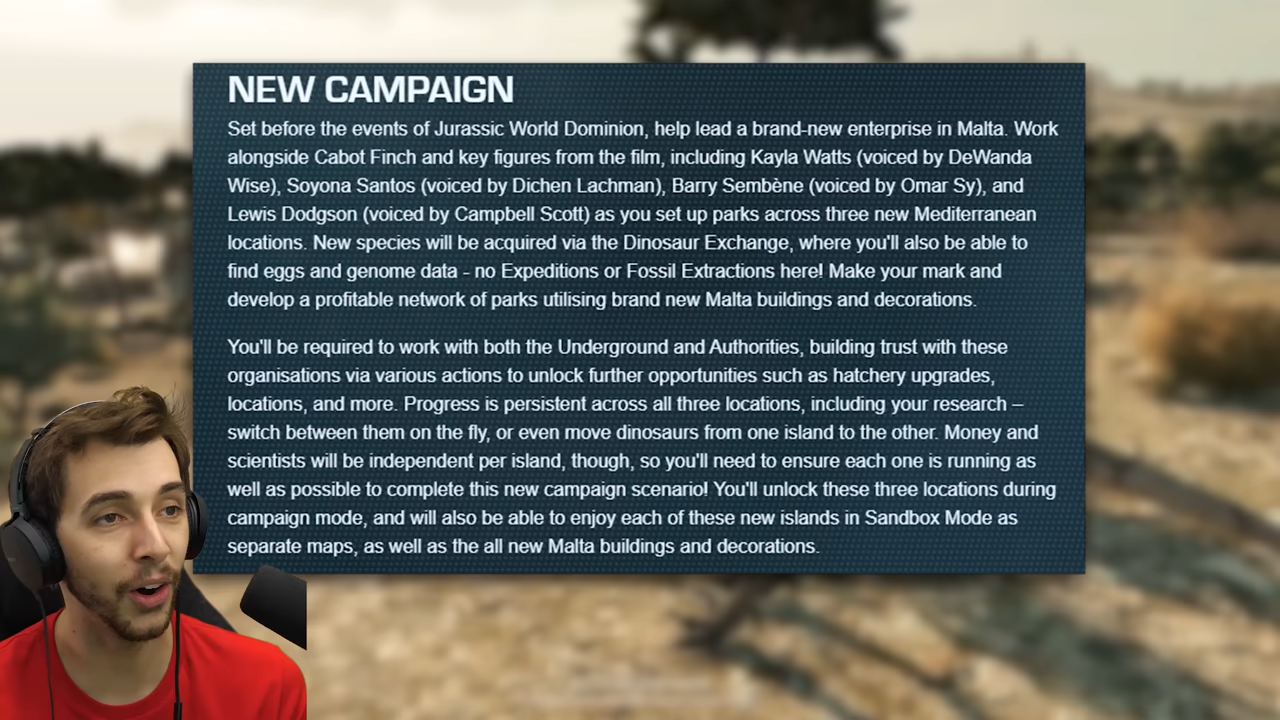 NEW CAMPAIGN
Set before the events of Jurassic World Dominion, help lead a brand-new enterprise in Malta. Work
alongside Cabot Finch and key figures from the film, including Kayla Watts (voiced by DeWanda
Wise), Soyona Santos (voiced by Dichen Lachman), Barry Sembène (voiced by Omar Sy), and
Lewis Dodgson (voiced by Campbell Scott) as you set up parks across three new Mediterranean
locations. New species will be acquired via the Dinosaur Exchange, where you'll also be able to
find eggs and genome data - no Expeditions or Fossil Extractions here! Make your mark and
develop a profitable network of parks utilising brand new Malta buildings and decorations.
You'll be required to work with both the Underground and Authorities, building trust with these
organisations via various actions to unlock further opportunities such as hatchery upgrades,
locations, and more. Progress is persistent across all three locations, including your research –
switch between them on the fly, or even move dinosaurs from one island to the other. Money and
scientists will be independent per island, though, so you'll need to ensure each one is running as
well as possible to complete this new campaign scenario! You'll unlock these three locations during
campaign mode, and will also be able to enjoy each of these new islands in Sandbox Mode as
separate maps, as well as the all new Malta buildings and decorations.